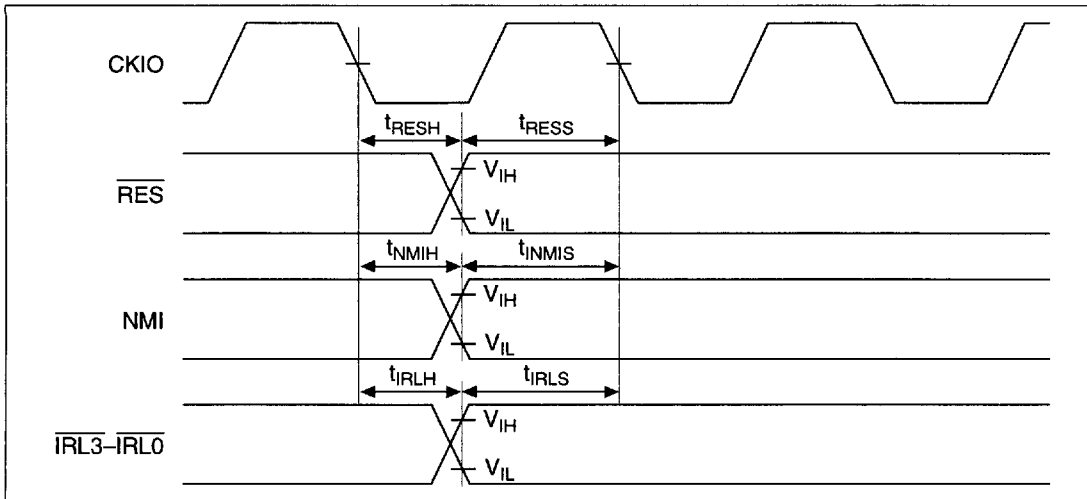 CKIO
tRESH tRESS
RES
VIH
VIL
tNMIH tINMIS
NMI
VIH
VIL
tIRLH tIRLS
IRL3–IRL0
VIH
VIL